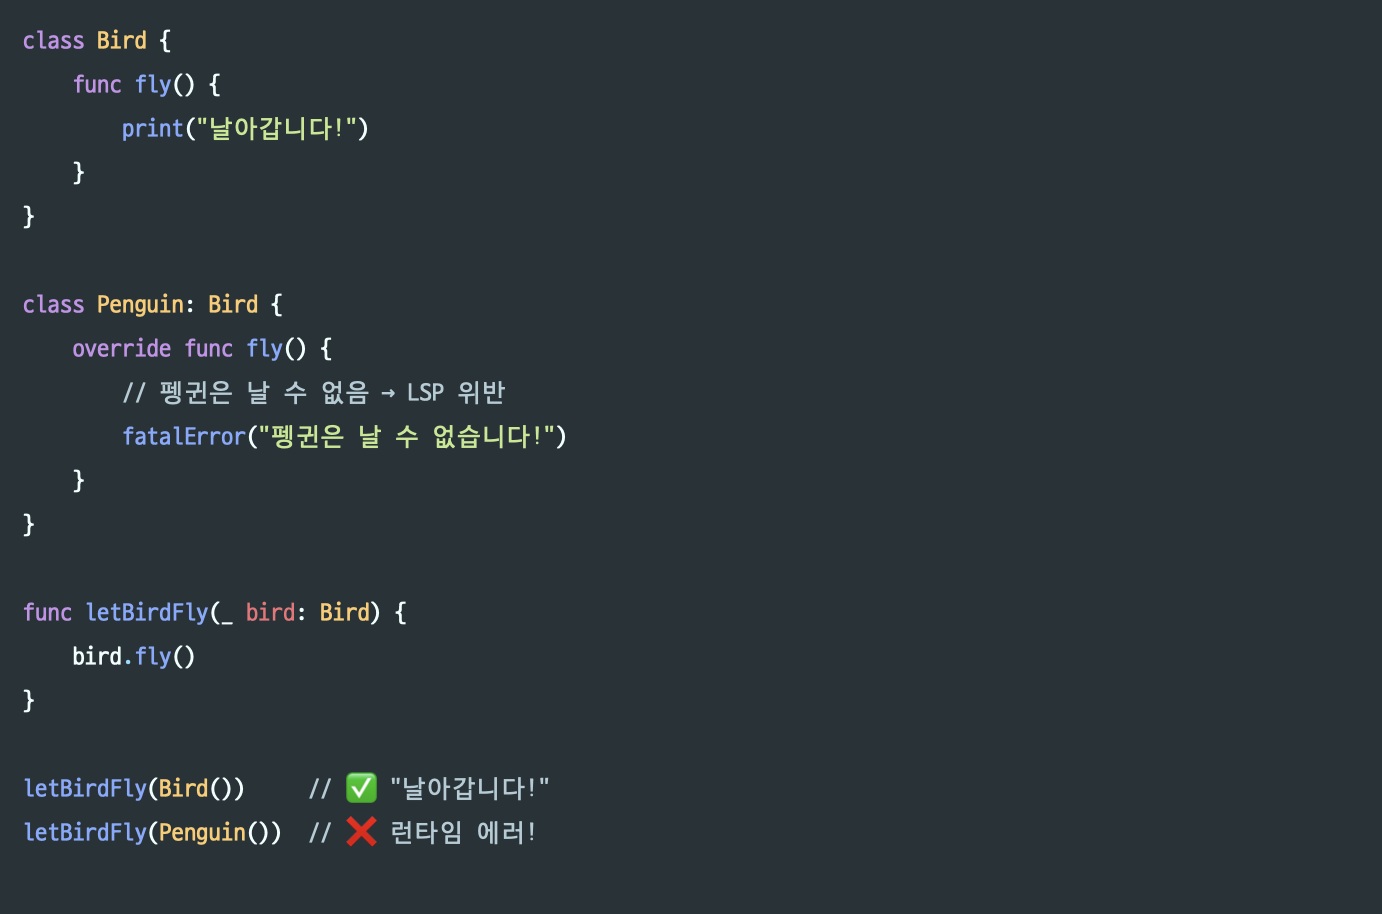 class Bird {
    func fly() {
        print("날아갑니다!")
    }
}

class Penguin: Bird {
    override func fly() {
        // 펭귄은 날 수 없음 → LSP 위반
        fatalError("펭귄은 날 수 없습니다!")
    }
}

func letBirdFly(_ bird: Bird) {
    bird.fly()
}

letBirdFly(Bird())     // ✅ "날아갑니다!"
letBirdFly(Penguin())  // ❌ 런타임 에러!